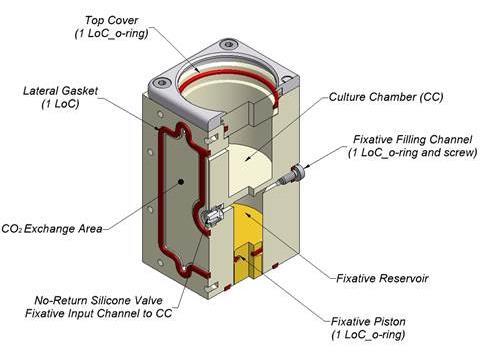 Top Cover
(1 LoC_o-ring)
Lateral Gasket
(1 LoC)
Culture Chamber (CC)
Fixative Filling Channel
(1 LoC_o-ring and screw)
CO2 Exchange Area
Fixative Reservoir
No-Return Silicone Valve
Fixative Input Channel to CC
Fixative Piston
(1 LoC_o-ring)